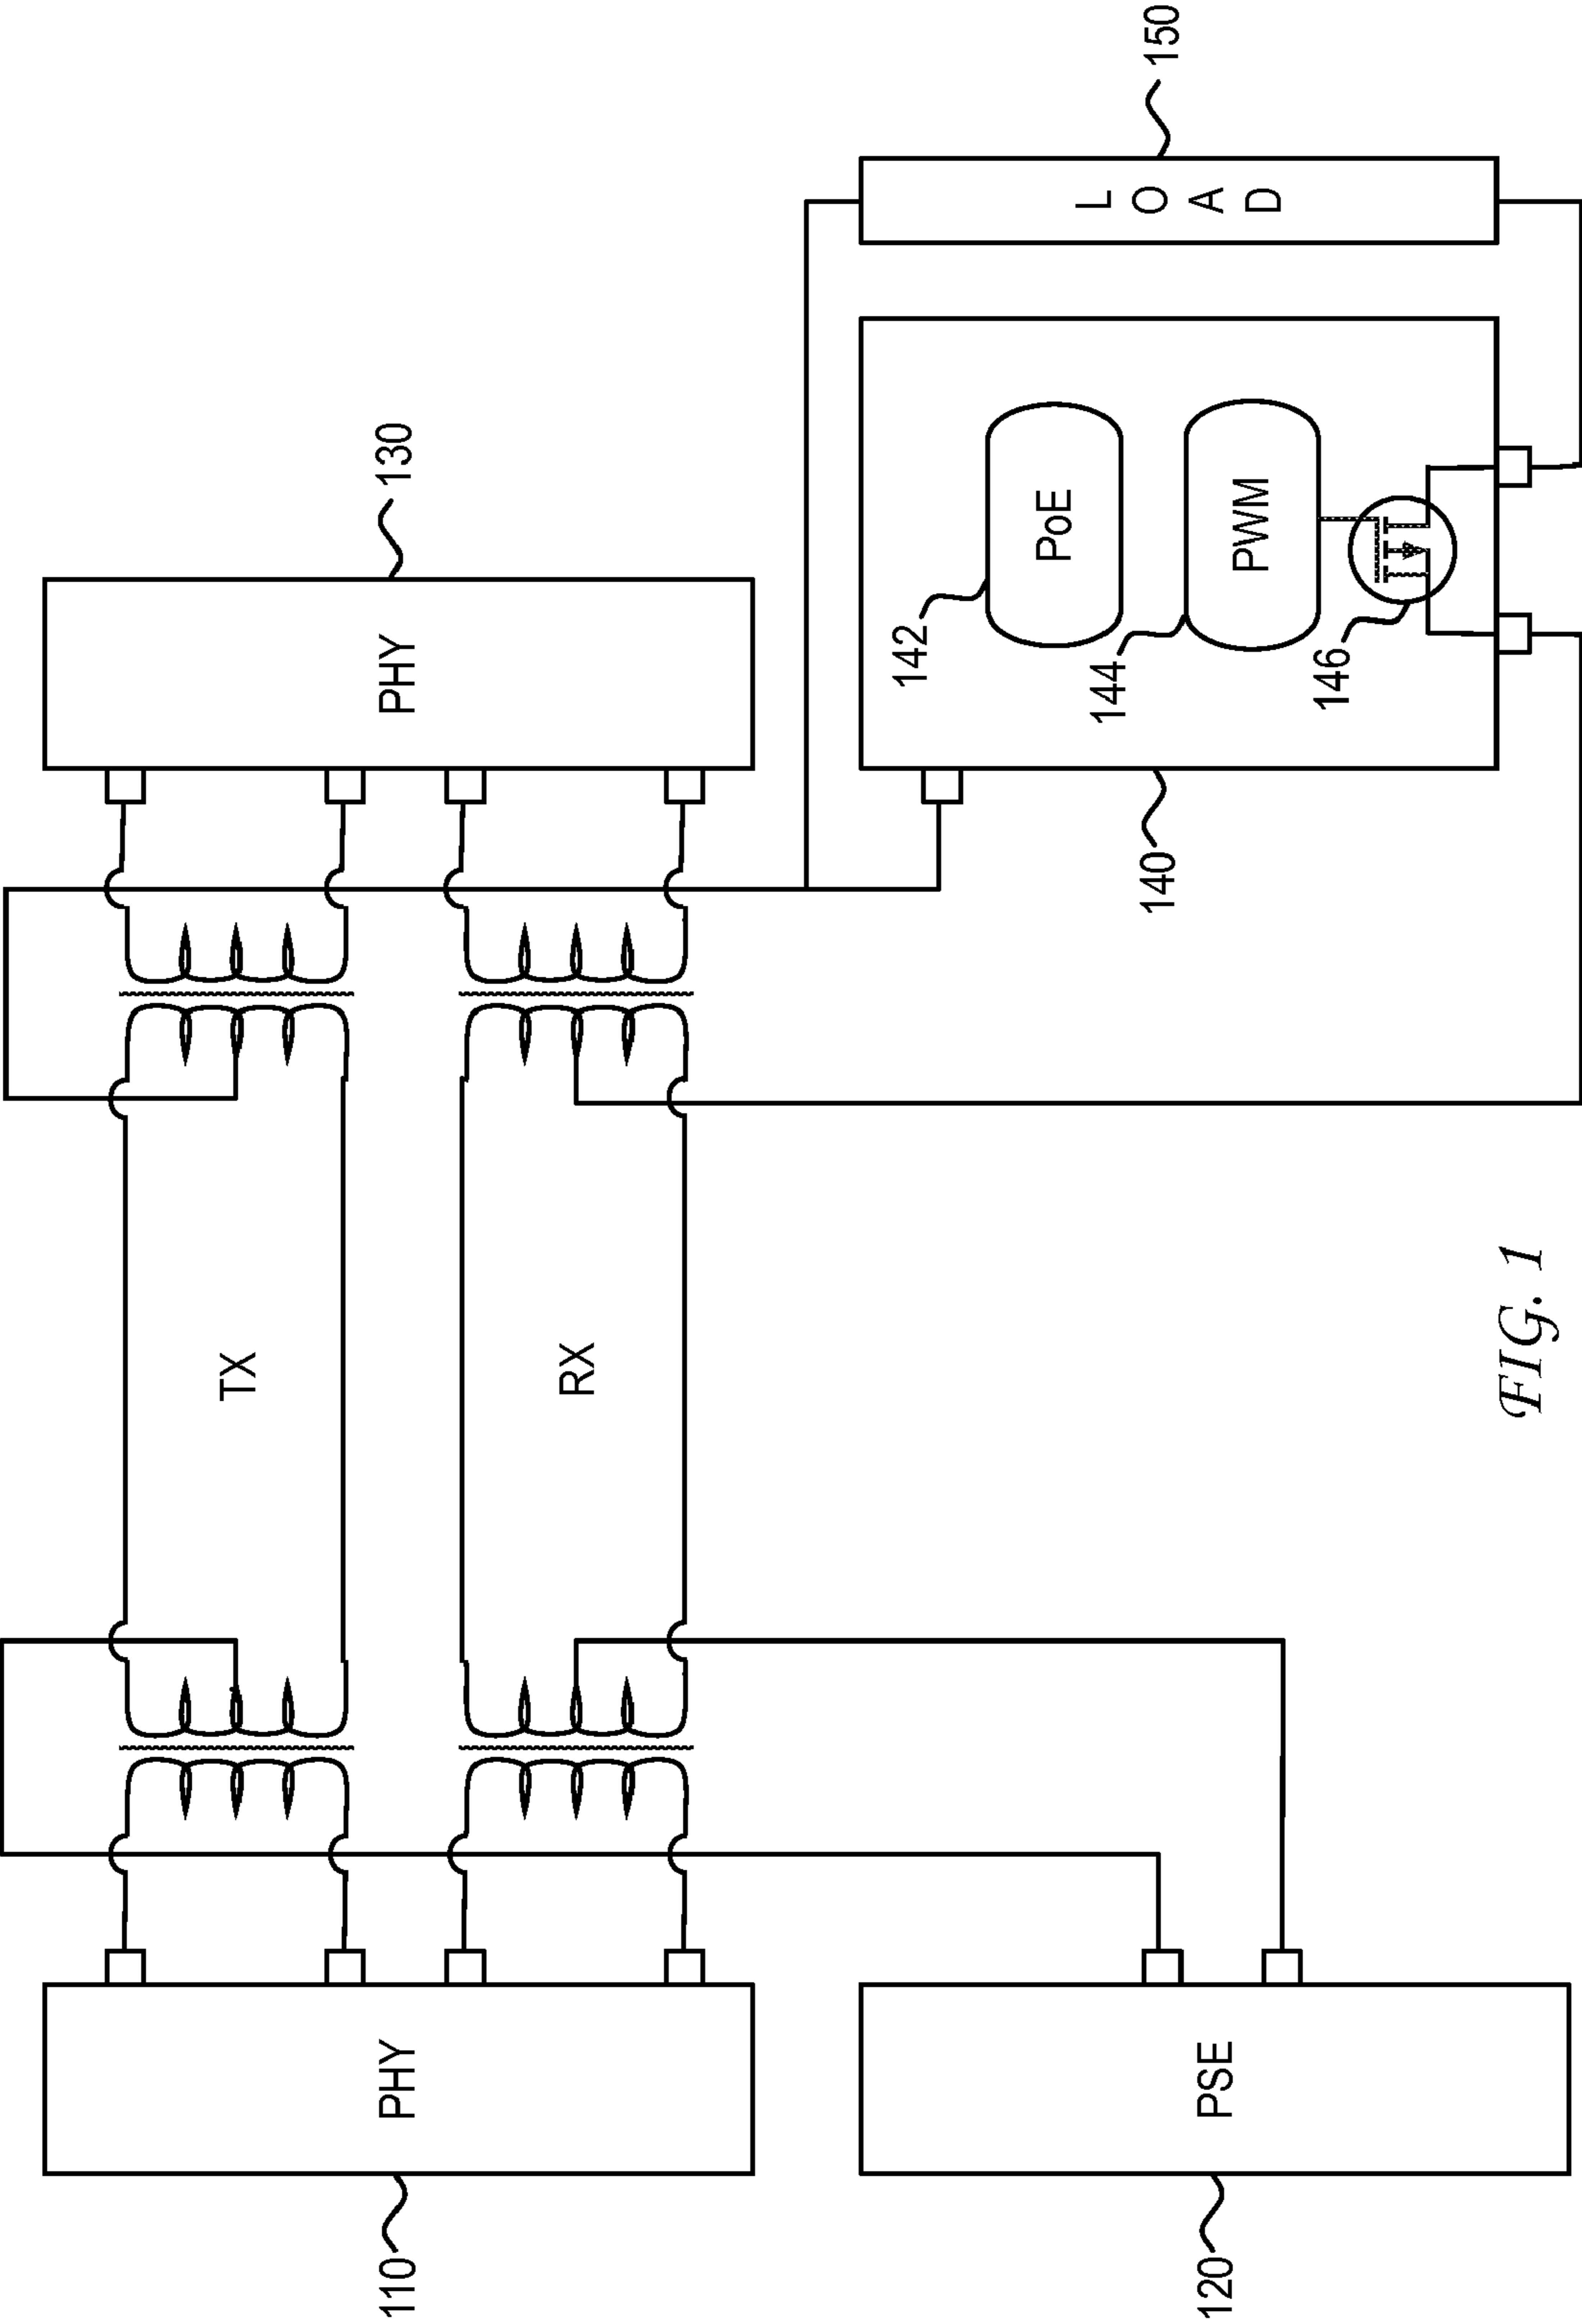 110
PHY
TX
RX
PHY
130
120
PSE
140
142
PoE
144
PWM
146
LOAD
150
FIG. 1